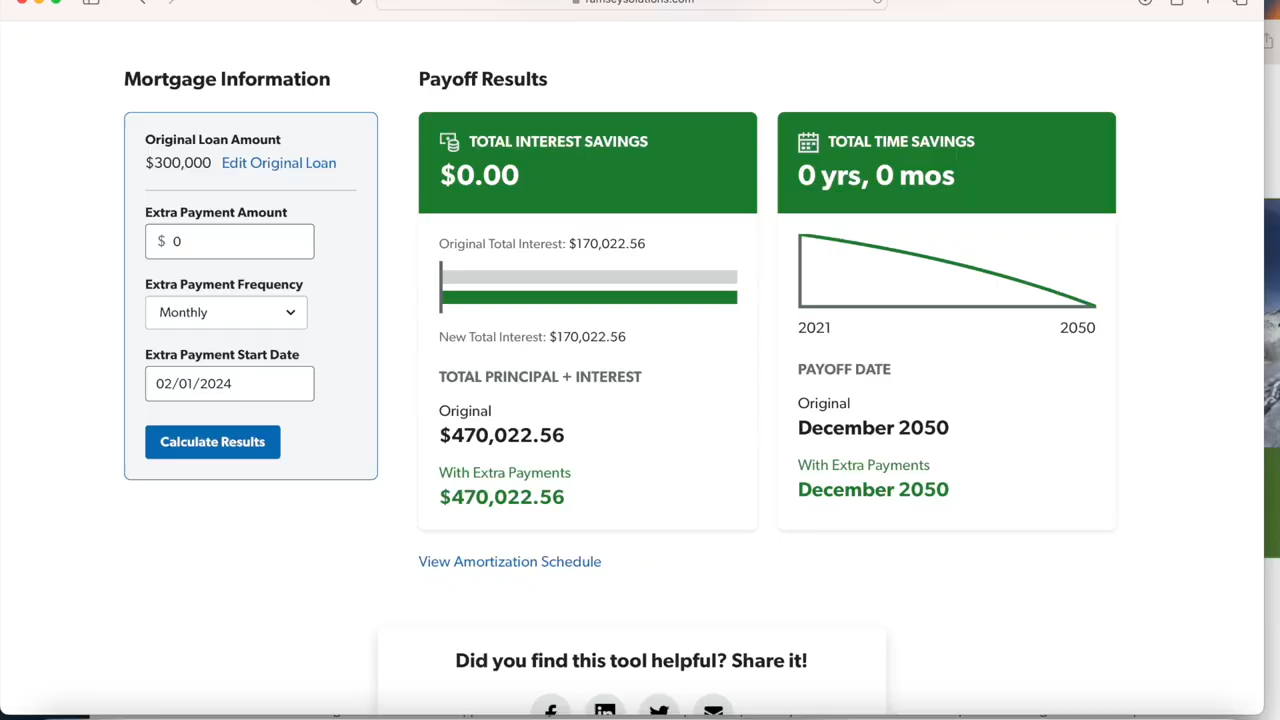 ramseysolutions.com
Mortgage Information
Original Loan Amount
$300,000 Edit Original Loan
Extra Payment Amount
$ 0
Extra Payment Frequency
Monthly
Extra Payment Start Date
02/01/2024
Calculate Results
Payoff Results
TOTAL INTEREST SAVINGS
$0.00
Original Total Interest: $170,022.56
New Total Interest: $170,022.56
TOTAL PRINCIPAL + INTEREST
Original
$470,022.56
With Extra Payments
$470,022.56
TOTAL TIME SAVINGS
0 yrs, 0 mos
2021 2050
PAYOFF DATE
Original
December 2050
With Extra Payments
December 2050
View Amortization Schedule
Did you find this tool helpful? Share it!